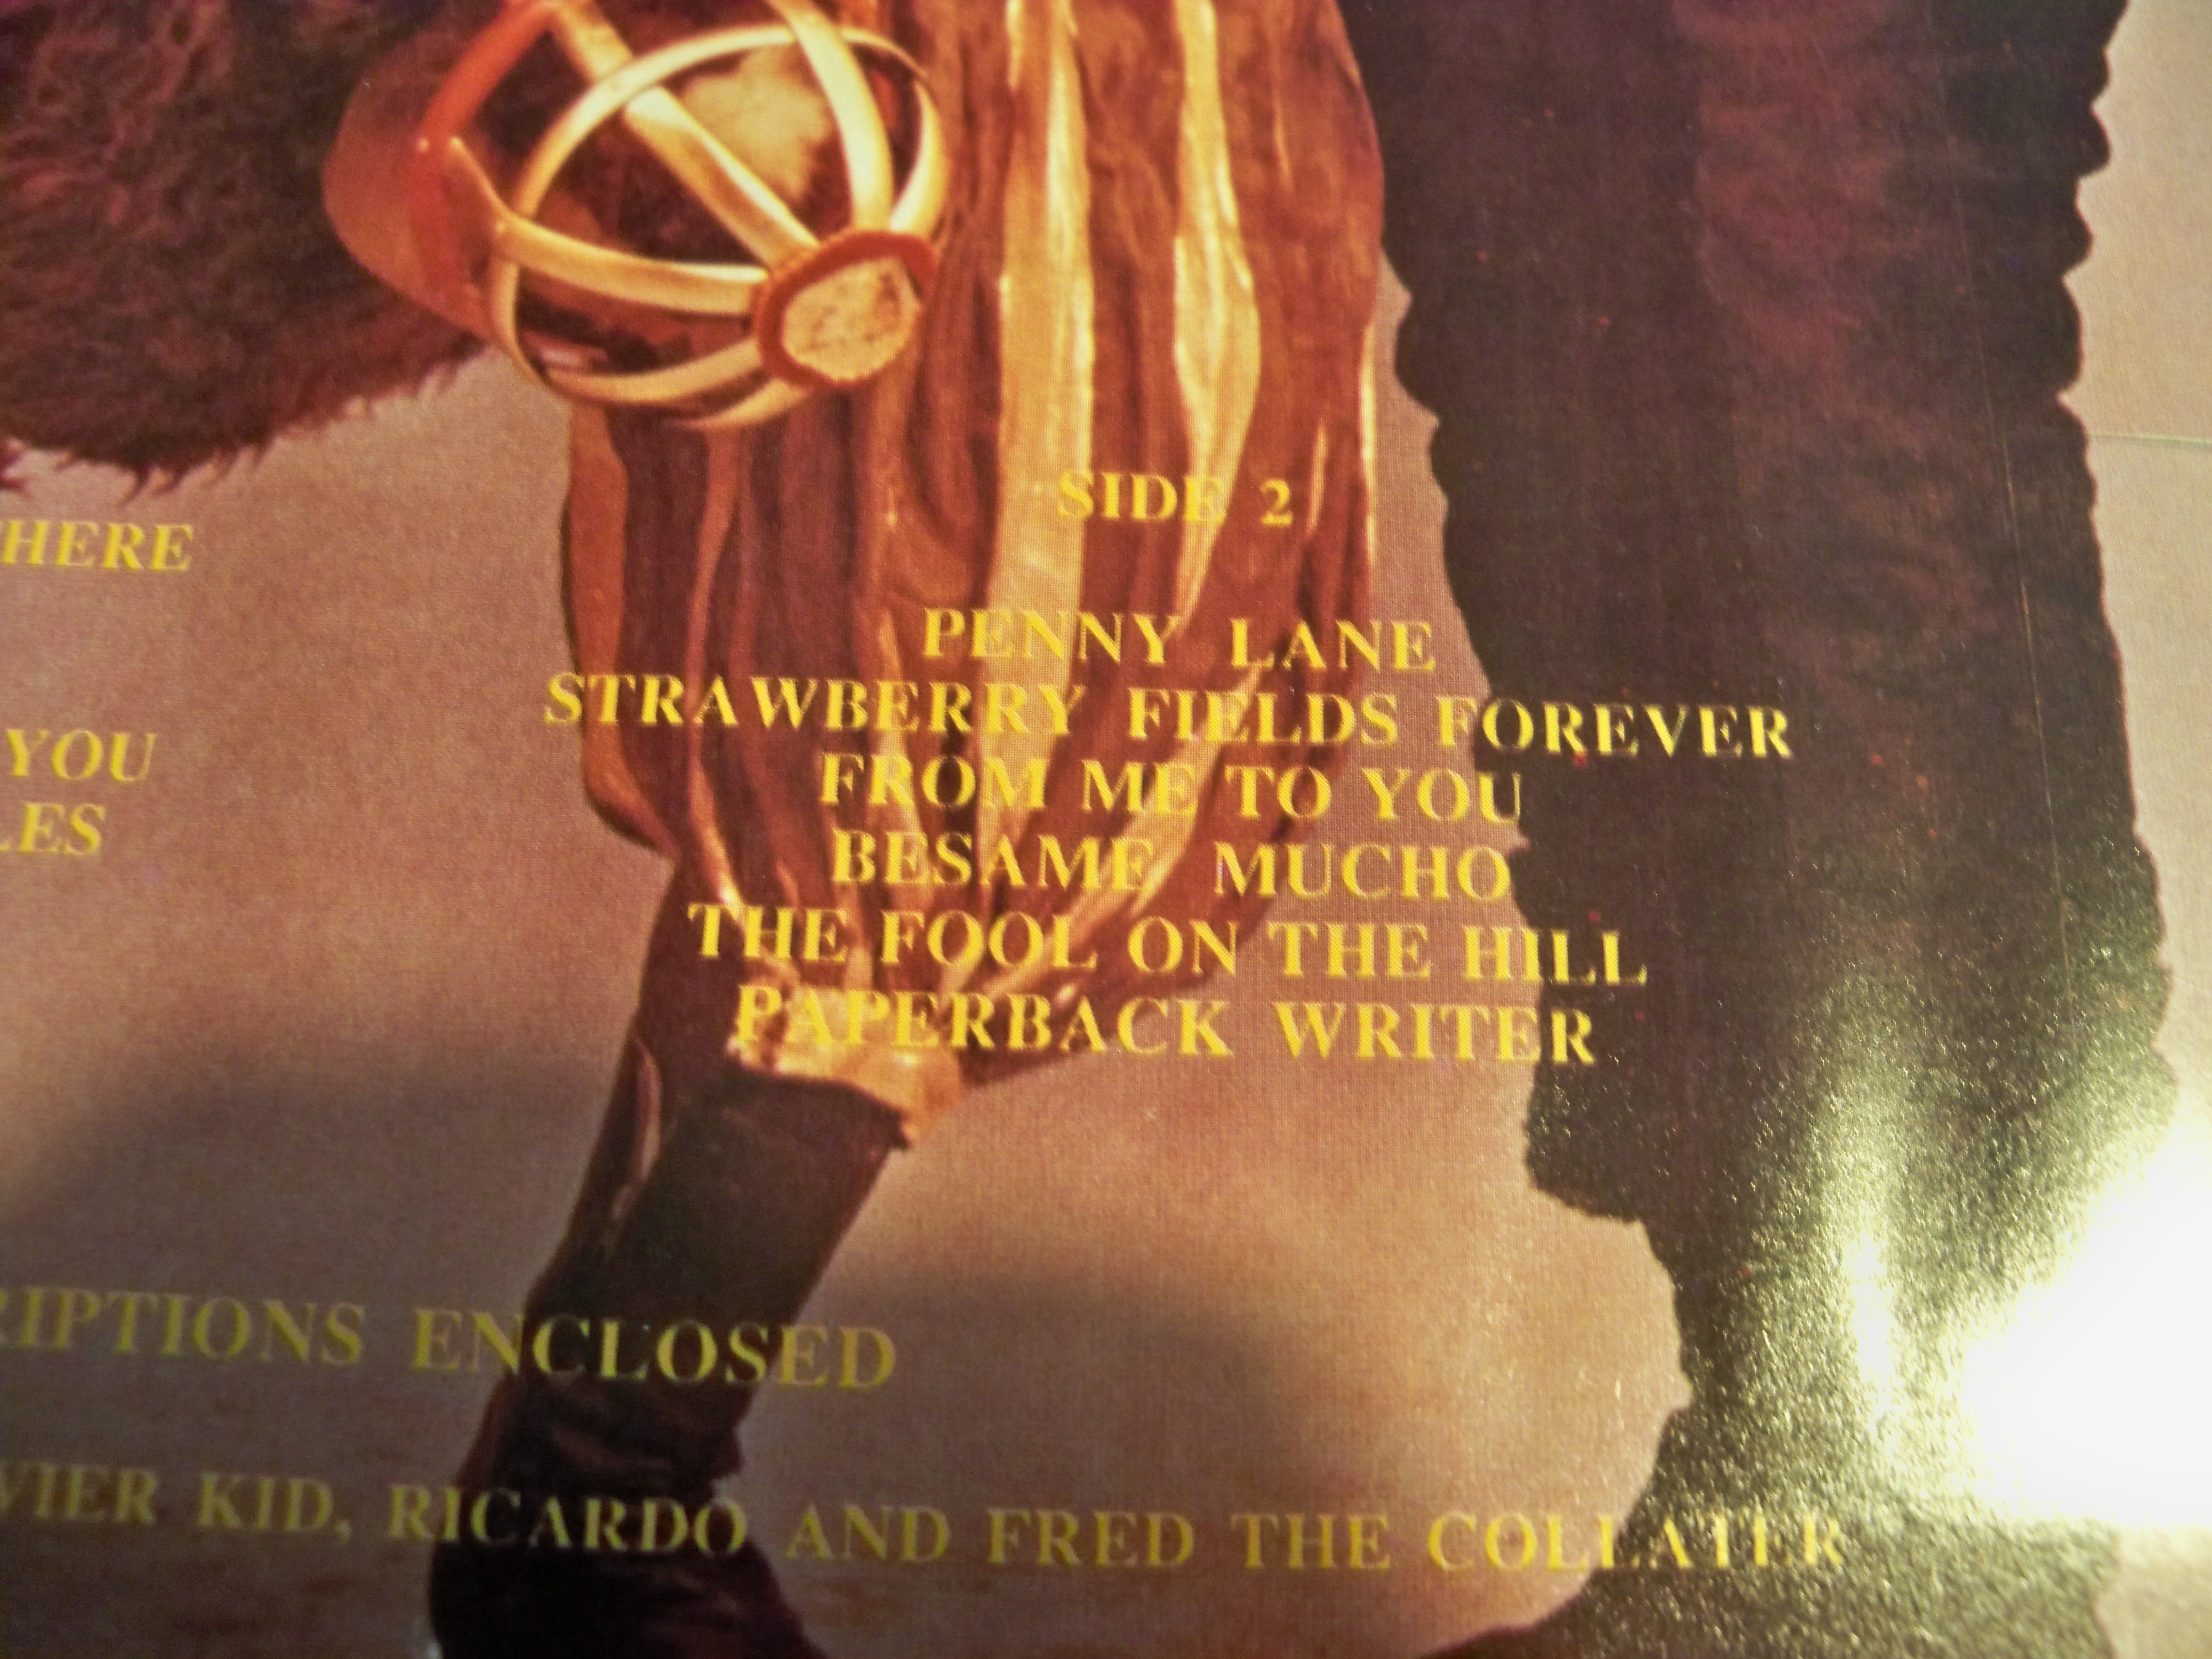 HERE
YOU
LES
SIDE 2
PENNY LANE
STRAWBERRY FIELDS FOREVER
FROM ME TO YOU
BESAME MUCHO
THE FOOL ON THE HILL
PAPERBACK WRITER
RIPTIONS ENCLOSED
VIER KID, RICARDO AND FRED THE COLLATER